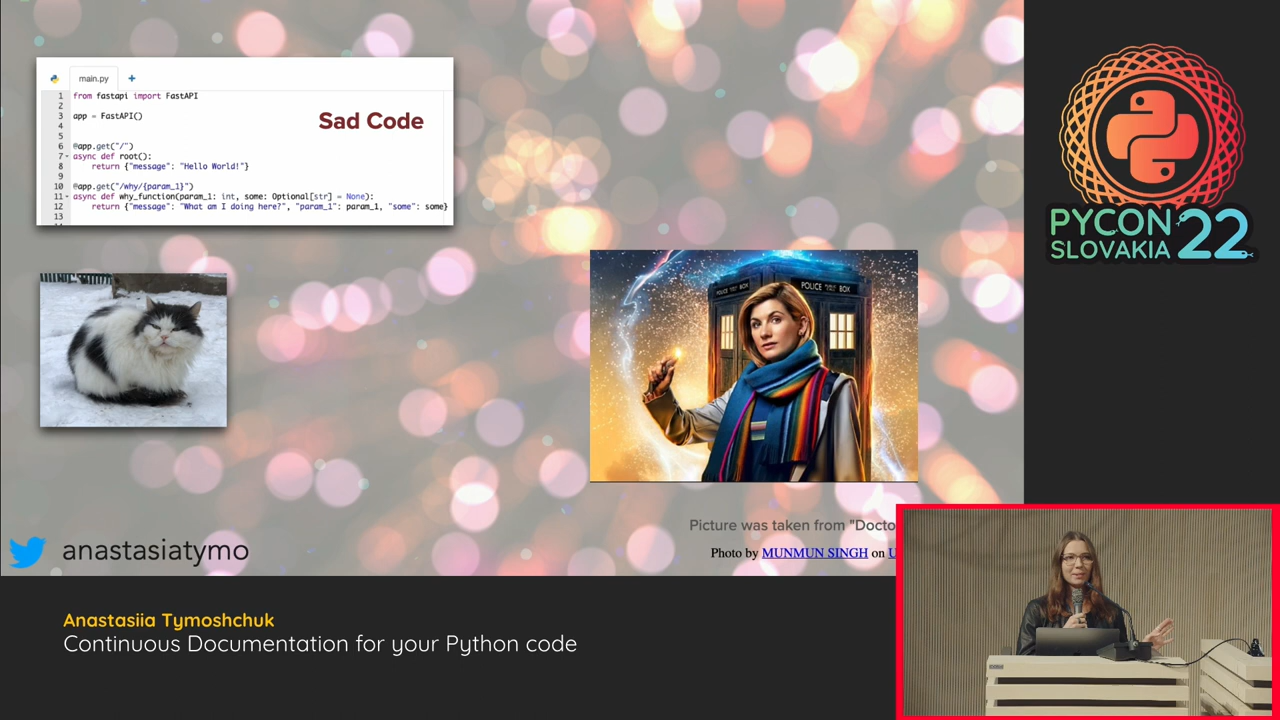 main.py +
1 from fastapi import FastAPI
2
3 app = FastAPI()
4
5
6 @app.get("/")
7 async def root():
8 return {"message": "Hello World!"}
9
10 @app.get("/why/{param_1}")
11 async def why_function(param_1: int, some: Optional[str] = None):
12 return {"message": "What am I doing here?", "param_1": param_1, "some": some}
13
Sad Code
POLICE BOX
POLICE BOX
Picture was taken from "Docto
Photo by MUNMUN SINGH on U
anastasiatymo
Anastasiia Tymoshchuk
Continuous Documentation for your Python code
PYCON
SLOVAKIA
22